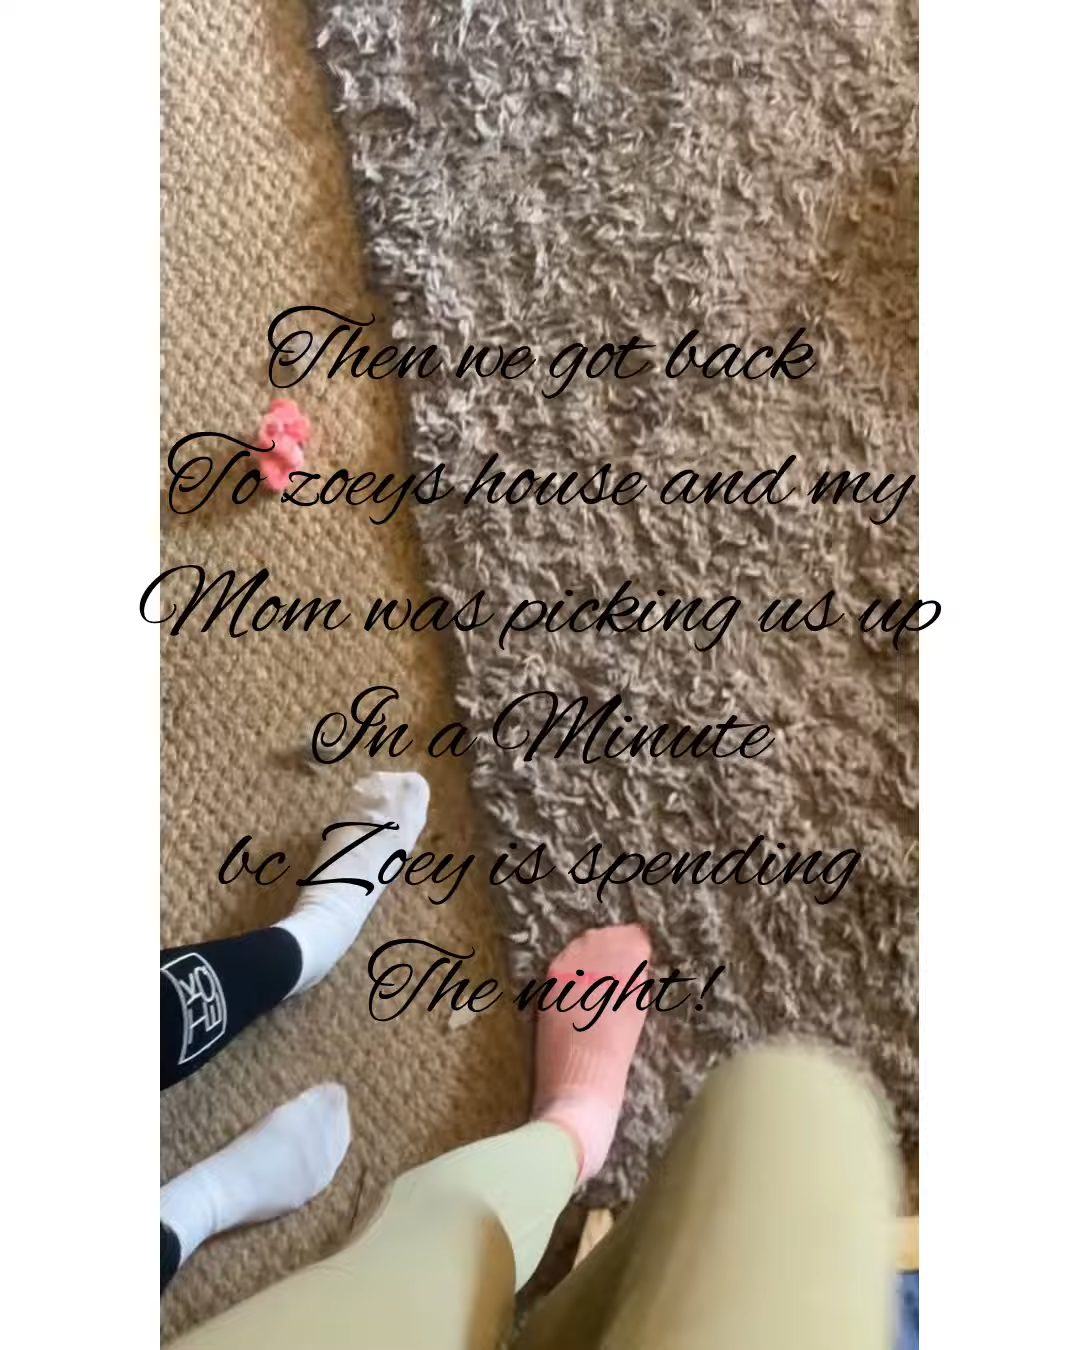 Then we got back
To zoeys house and my
Mom was picking us up
In a Minute
bc Zoey is spending
The night!